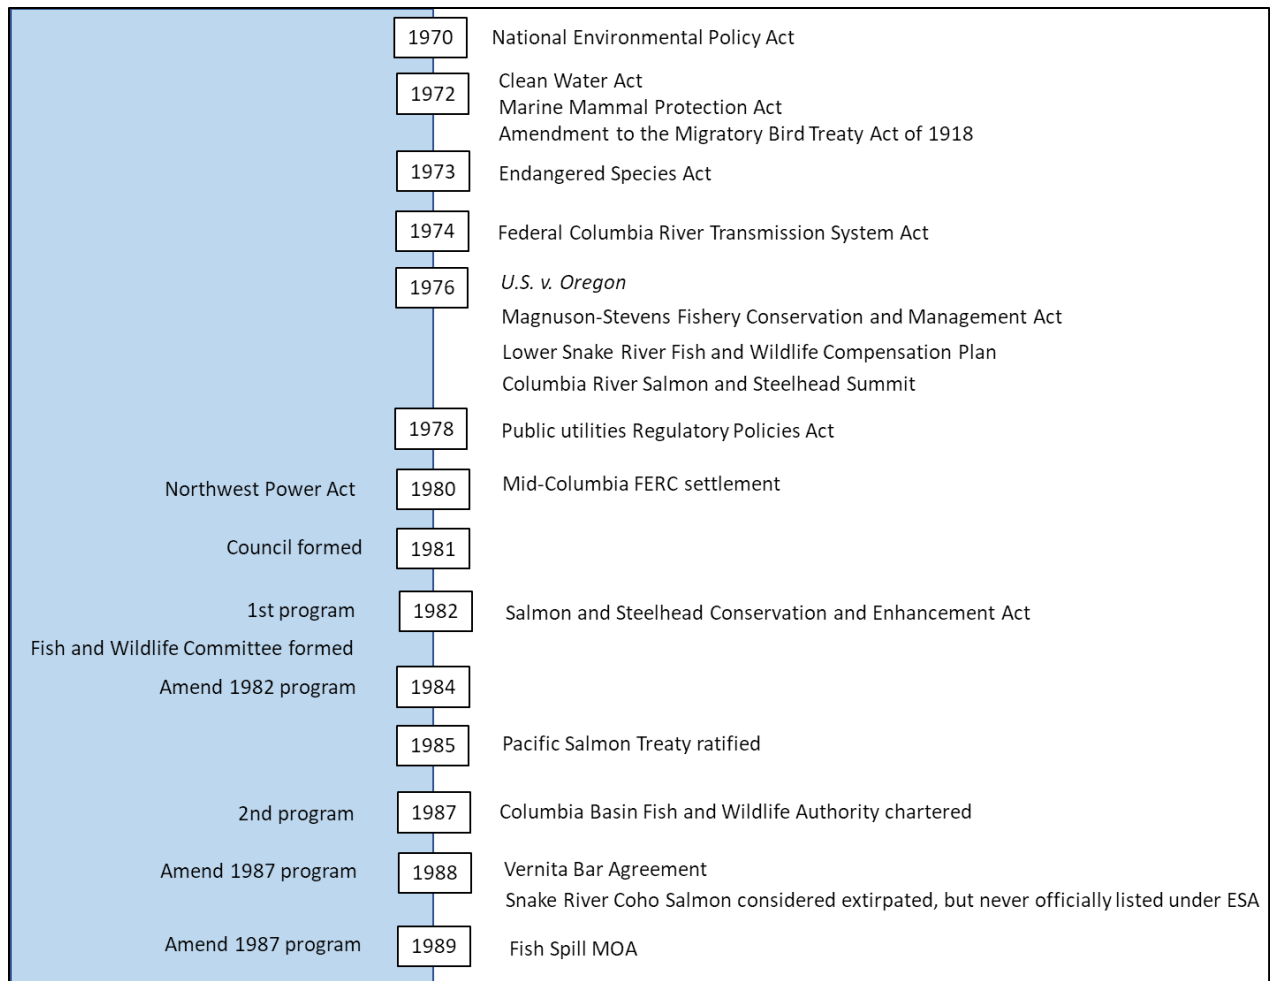 1970
National Environmental Policy Act
1972
Clean Water Act
Marine Mammal Protection Act
Amendment to the Migratory Bird Treaty Act of 1918
1973
Endangered Species Act
1974
Federal Columbia River Transmission System Act
1976
U.S. v. Oregon
Magnuson-Stevens Fishery Conservation and Management Act
Lower Snake River Fish and Wildlife Compensation Plan
Columbia River Salmon and Steelhead Summit
1978
Public utilities Regulatory Policies Act
Northwest Power Act
1980
Mid-Columbia FERC settlement
Council formed
1981
1st program
1982
Salmon and Steelhead Conservation and Enhancement Act
Fish and Wildlife Committee formed
Amend 1982 program
1984
1985
Pacific Salmon Treaty ratified
2nd program
1987
Columbia Basin Fish and Wildlife Authority chartered
Amend 1987 program
1988
Vernita Bar Agreement
Snake River Coho Salmon considered extirpated, but never officially listed under ESA
Amend 1987 program
1989
Fish Spill MOA